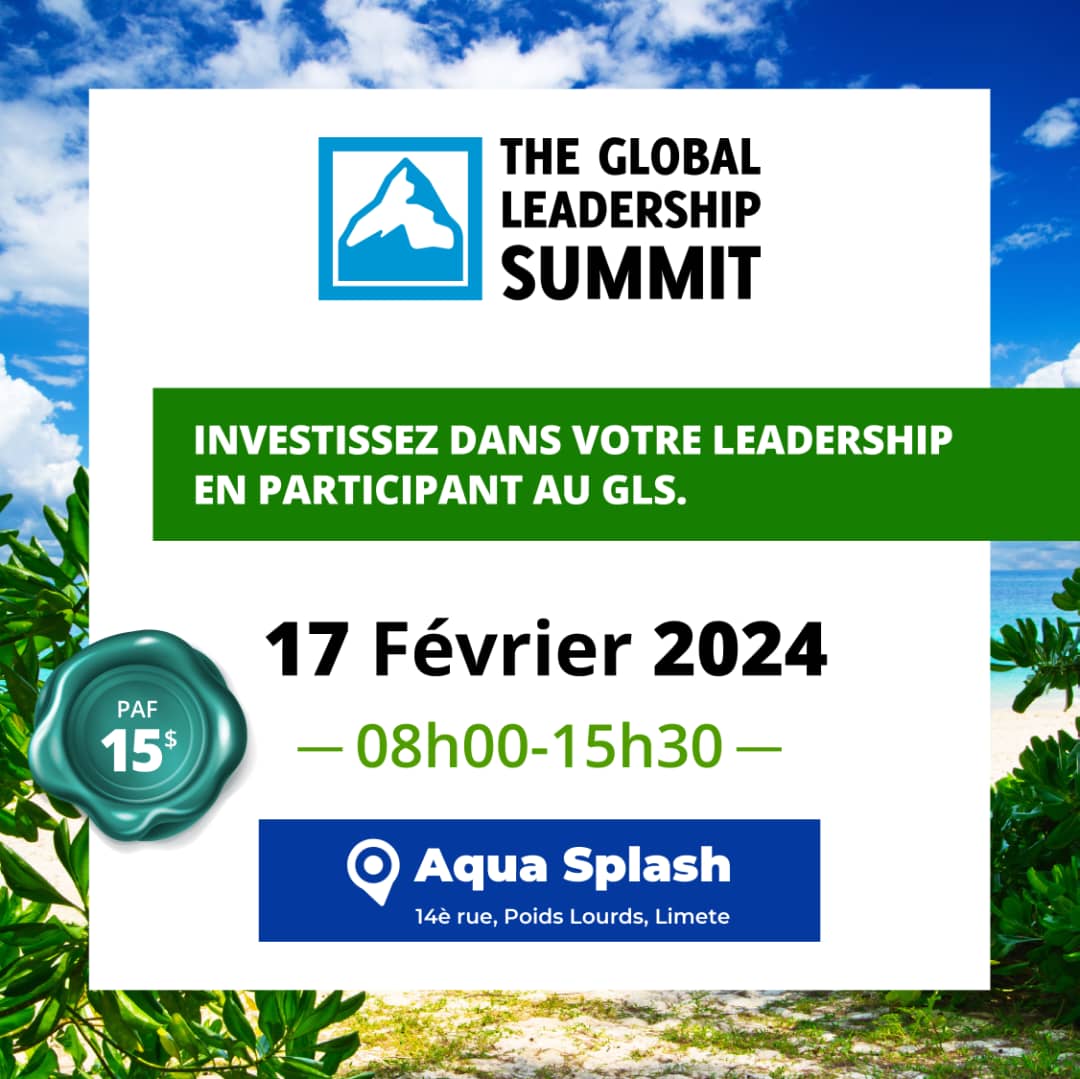 THE GLOBAL
LEADERSHIP
SUMMIT
INVESTISSEZ DANS VOTRE LEADERSHIP
EN PARTICIPANT AU GLS.
17 Février 2024
— 08h00-15h30 —
PAF
15$
Aqua Splash
14è rue, Poids Lourds, Limete